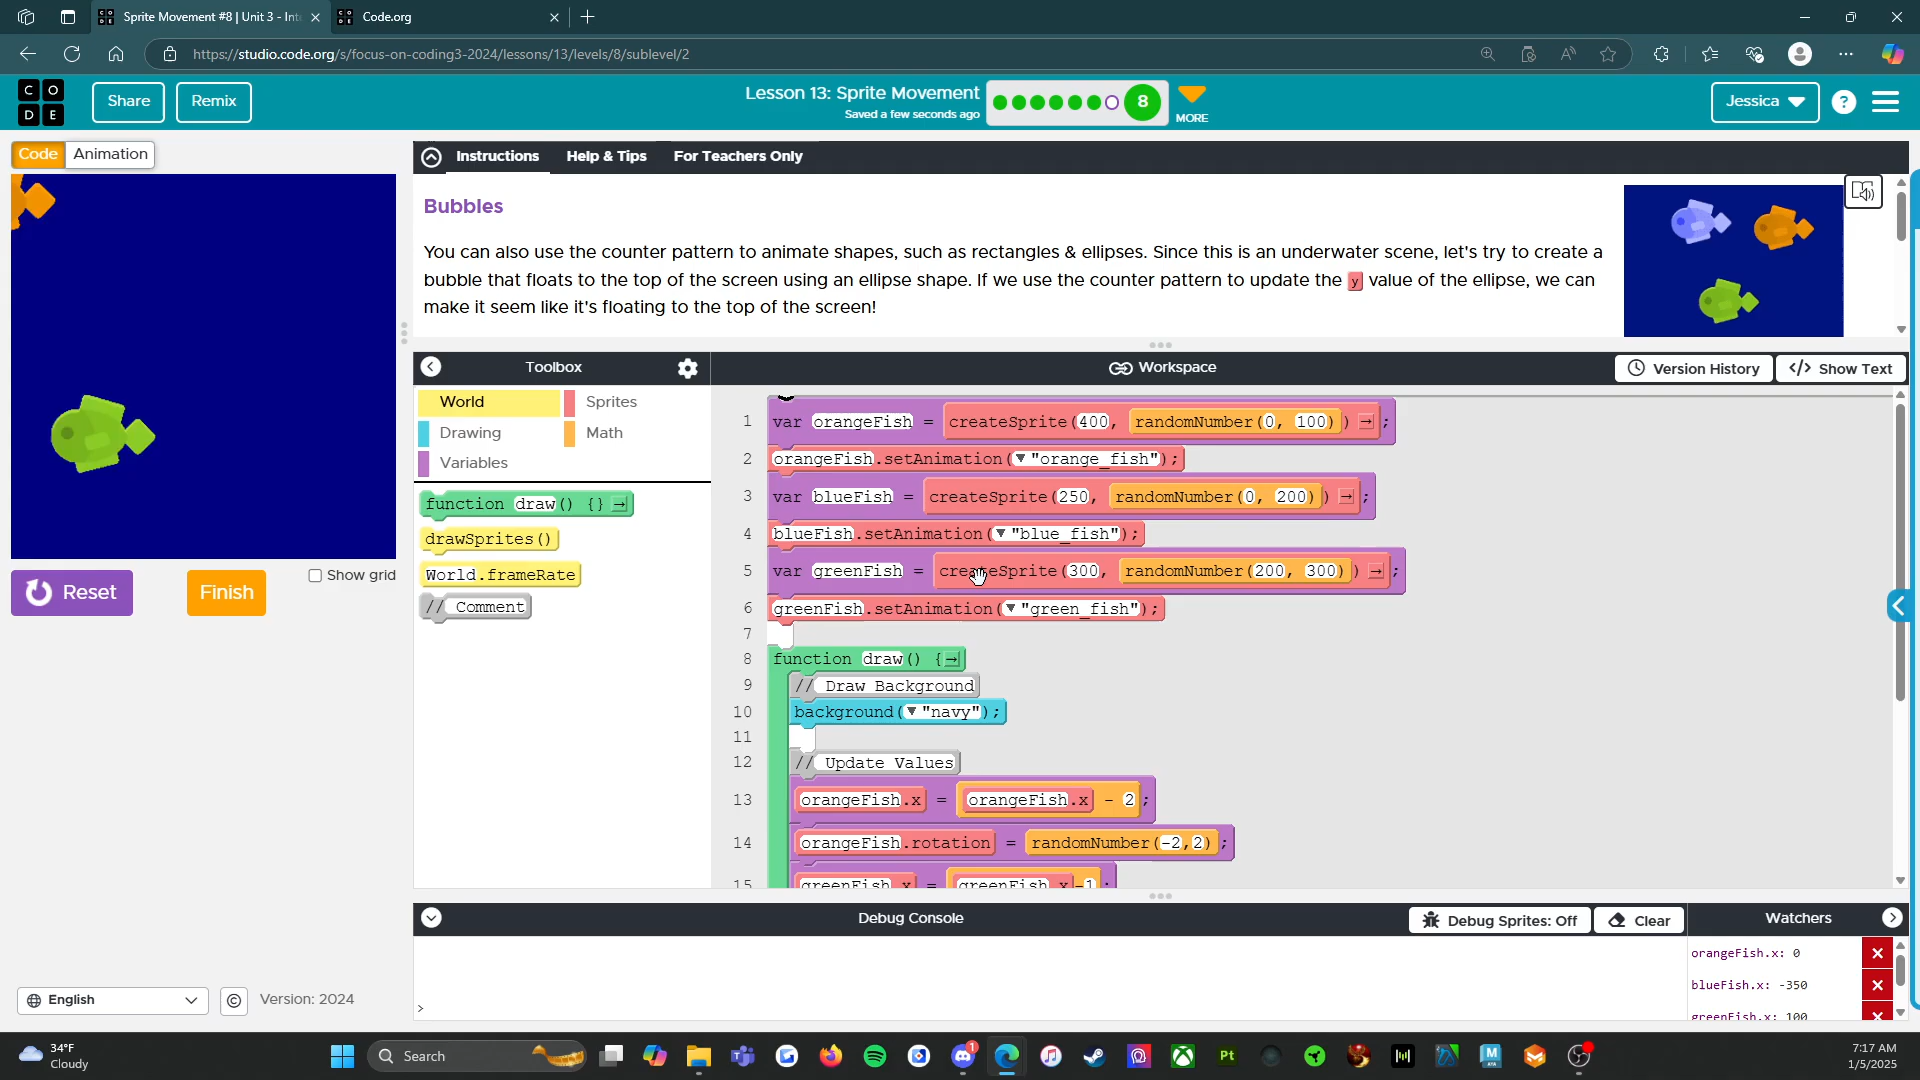 Sprite Movement #8 | Unit 3 - Int
Code.org
https://studio.code.org/s/focus-on-coding3-2024/lessons/13/levels/8/sublevel/2
C O D E
Share
Remix
Lesson 13: Sprite Movement
Saved a few seconds ago
8
MORE
Jessica
?
Code
Animation
Instructions
Help & Tips
For Teachers Only
Bubbles
You can also use the counter pattern to animate shapes, such as rectangles & ellipses. Since this is an underwater scene, let's try to create a
bubble that floats to the top of the screen using an ellipse shape. If we use the counter pattern to update the y value of the ellipse, we can
make it seem like it's floating to the top of the screen!
Toolbox
Workspace
Version History
</> Show Text
World
Sprites
Drawing
Math
Variables
function draw() {}
drawSprites()
World.frameRate
// Comment
1 var orangeFish = createSprite(400, randomNumber(0, 100));
2 orangeFish.setAnimation("orange_fish");
3 var blueFish = createSprite(250, randomNumber(0, 200));
4 blueFish.setAnimation("blue_fish");
5 var greenFish = createSprite(300, randomNumber(200, 300));
6 greenFish.setAnimation("green_fish");
7
8 function draw() {
9 // Draw Background
10 background("navy");
11
12 // Update Values
13 orangeFish.x = orangeFish.x - 2;
14 orangeFish.rotation = randomNumber(-2,2);
15 greenFish.x = greenFish.x-1;
Reset
Finish
Show grid
Debug Console
Debug Sprites: Off
Clear
Watchers
orangeFish.x: 0
blueFish.x: -350
greenFish.x: 100
>
English
©
Version: 2024
34°F
Cloudy
Search
1
Pt
M
7:17 AM
1/5/2025